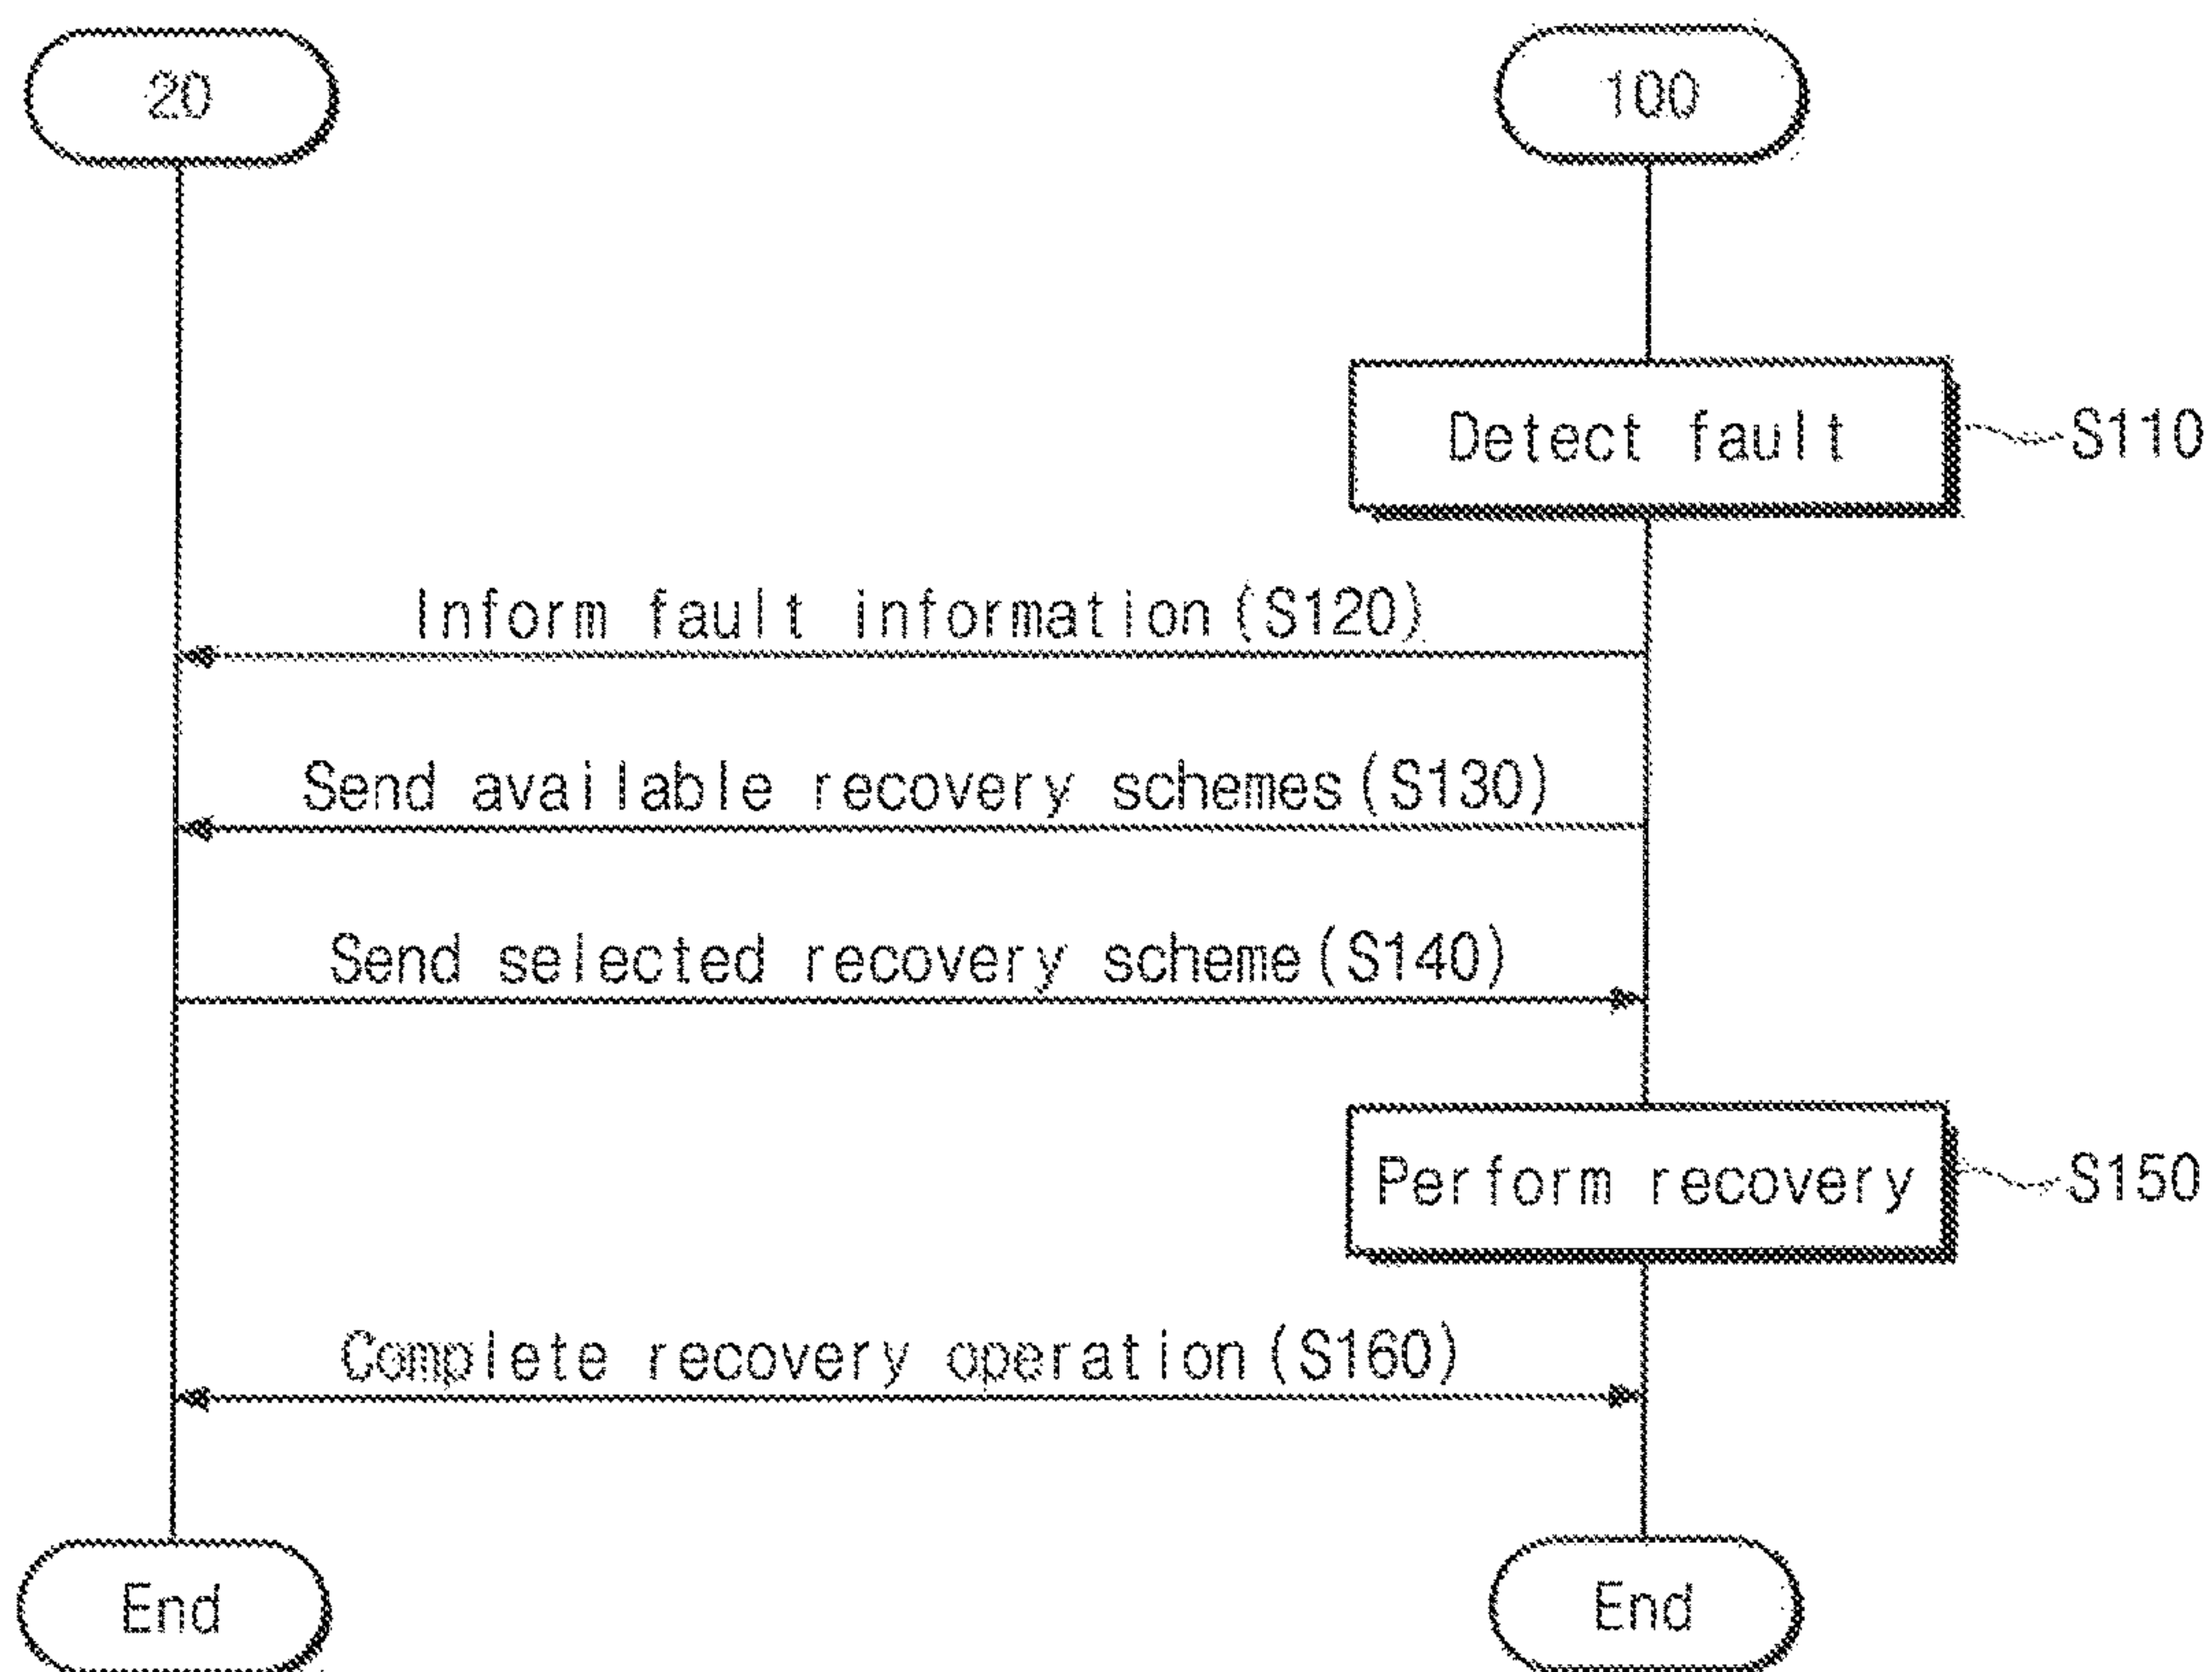 20
100
Detect fault
S110
Inform fault information(S120)
Send available recovery schemes(S130)
Send selected recovery scheme(S140)
Perform recovery
S150
Complete recovery operation(S160)
End
End